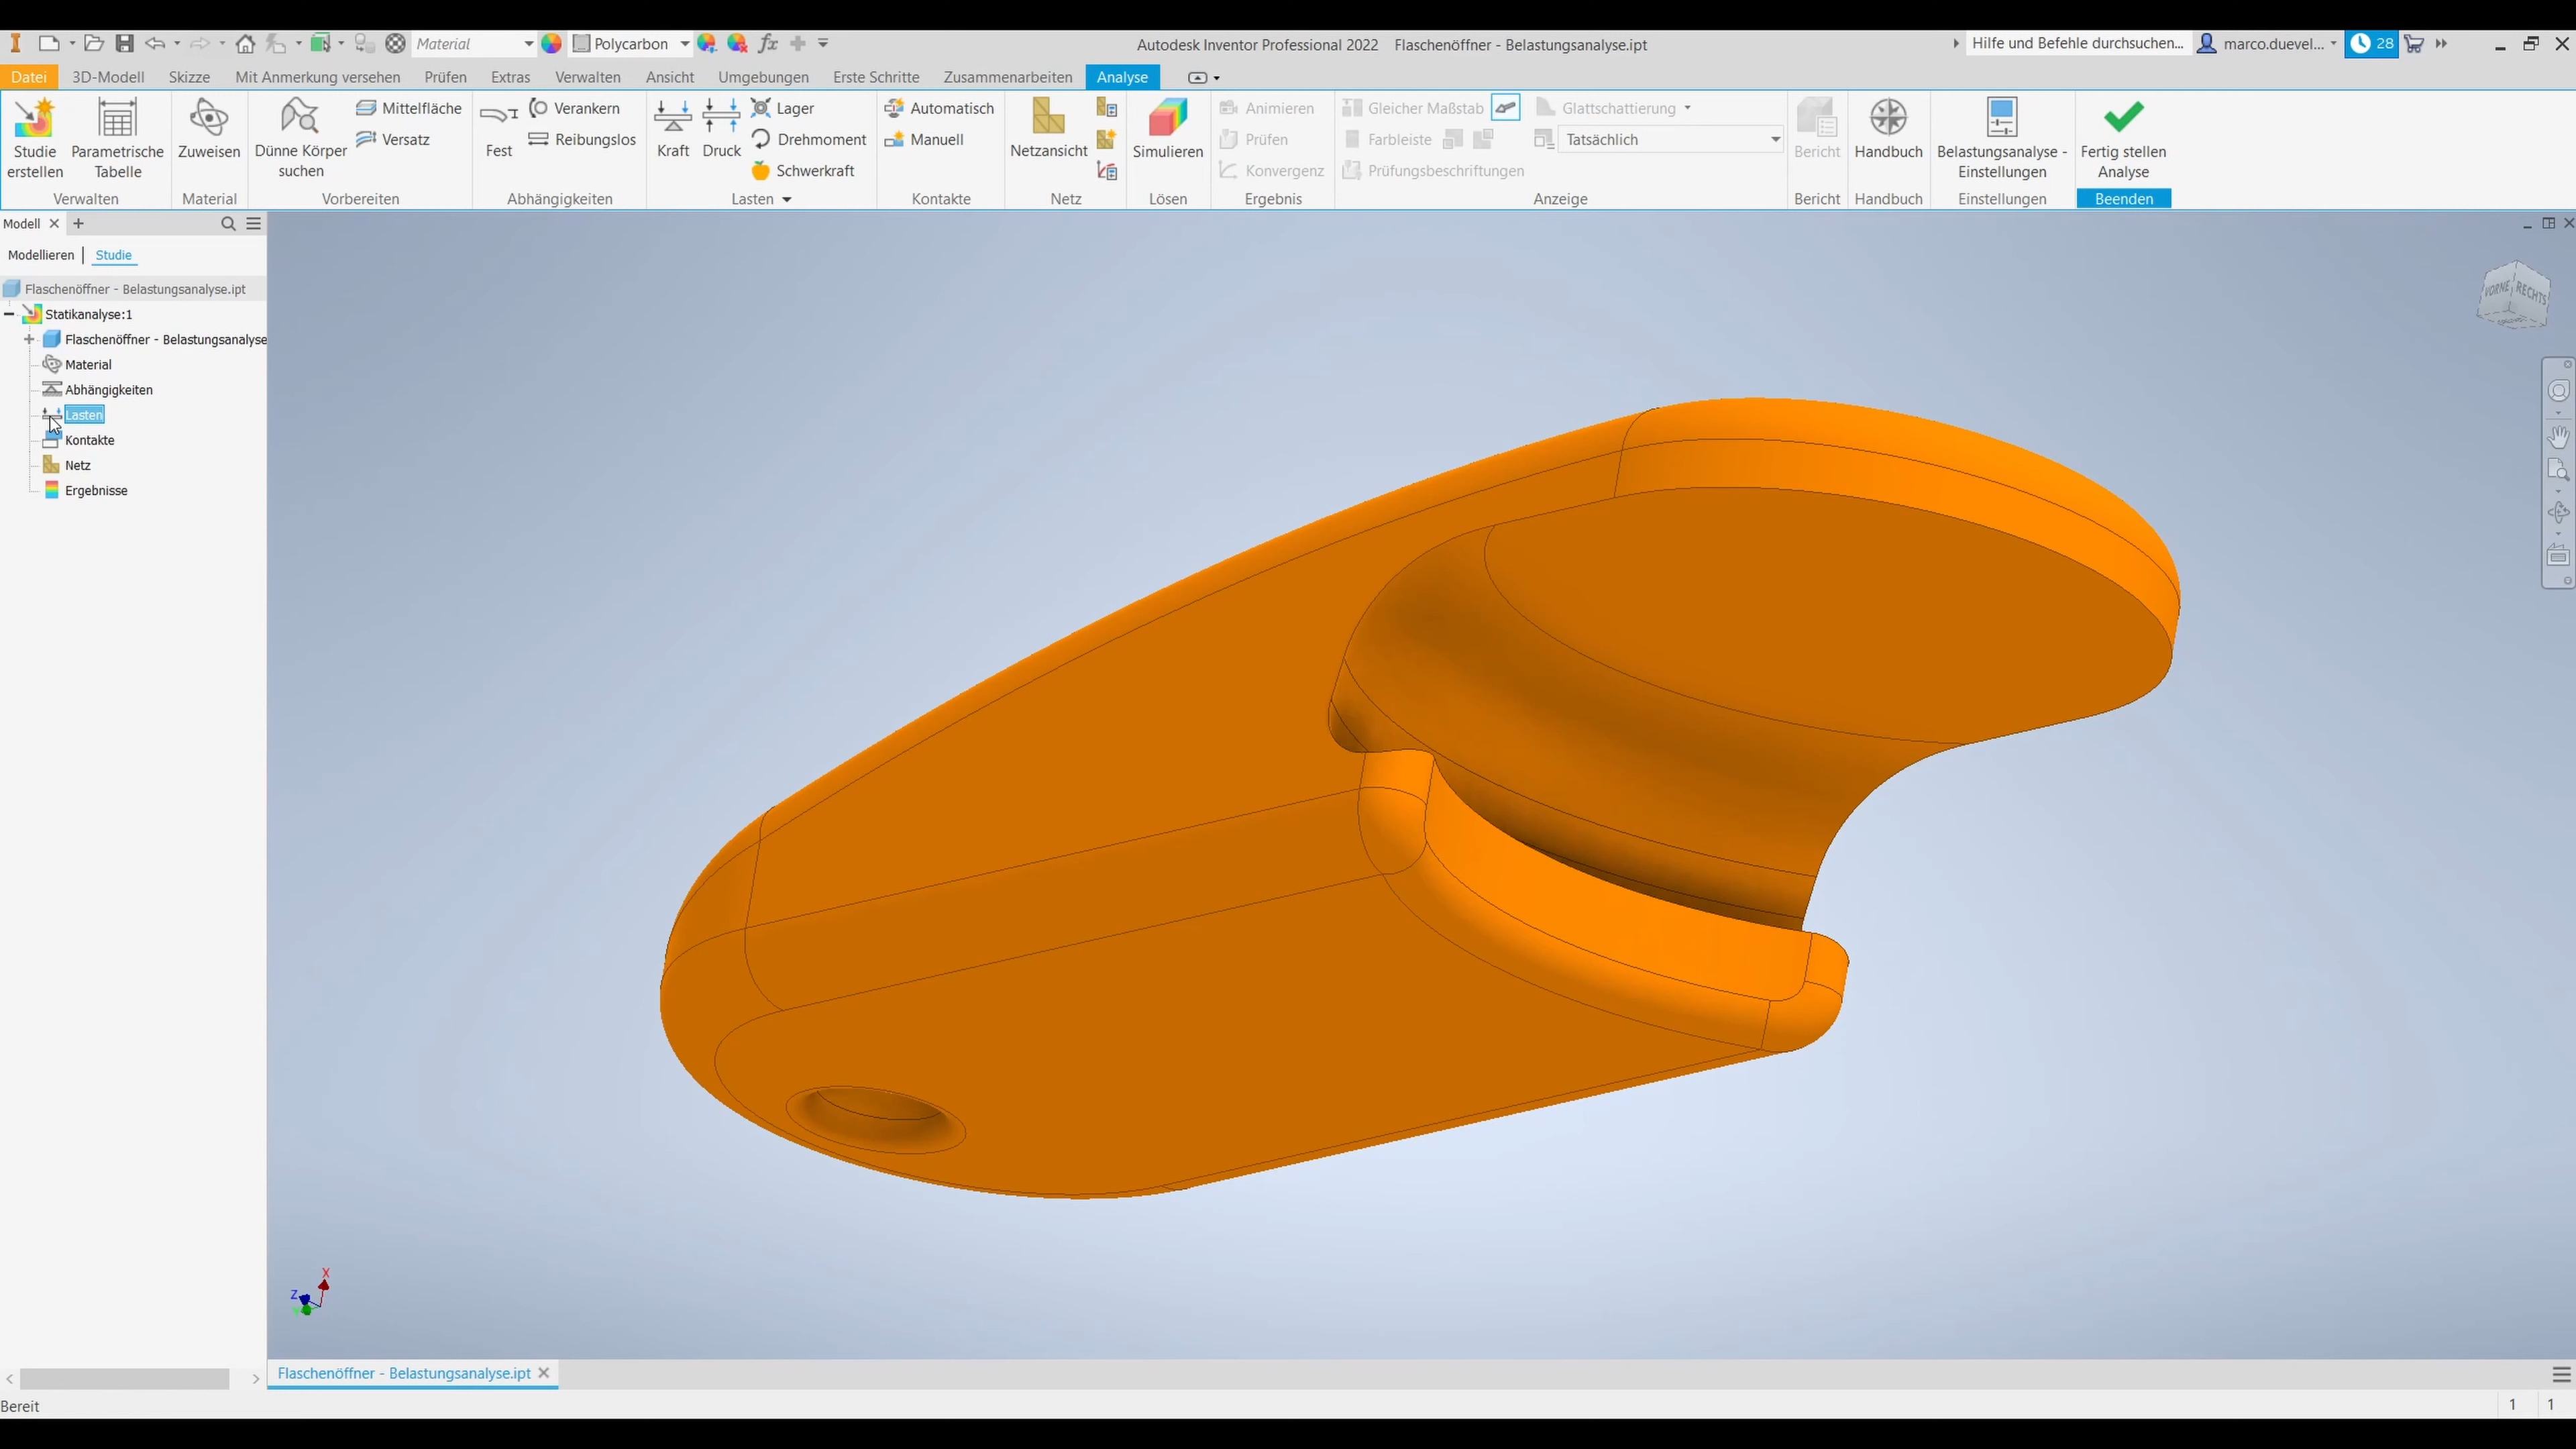 Material
Polycarbon
Autodesk Inventor Professional 2022 Flaschenöffner - Belastungsanalyse.ipt
Hilfe und Befehle durchsuchen...
marco.duevel...
28
Datei 3D-Modell Skizze Mit Anmerkung versehen Prüfen Extras Verwalten Ansicht Umgebungen Erste Schritte Zusammenarbeiten Analyse
Studie
erstellen
Parametrische
Tabelle
Verwalten
Zuweisen
Material
Dünne Körper
suchen
Mittelfläche
Versatz
Vorbereiten
Fest
Verankern
Reibungslos
Abhängigkeiten
Kraft
Druck
Lager
Drehmoment
Schwerkraft
Lasten
Automatisch
Manuell
Kontakte
Netzansicht
Netz
Simulieren
Lösen
Animieren
Prüfen
Konvergenz
Ergebnis
Gleicher Maßstab
Farbleiste
Prüfungsbeschriftungen
Glattschattierung
Tatsächlich
Anzeige
Bericht
Bericht
Handbuch
Handbuch
Belastungsanalyse -
Einstellungen
Einstellungen
Fertig stellen
Analyse
Beenden
Modell
Modellieren | Studie
Flaschenöffner - Belastungsanalyse.ipt
Statikanalyse:1
Flaschenöffner - Belastungsanalyse
Material
Abhängigkeiten
Lasten
Kontakte
Netz
Ergebnisse
VORNE
RECHTS
X
Z
Flaschenöffner - Belastungsanalyse.ipt
Bereit
1 1